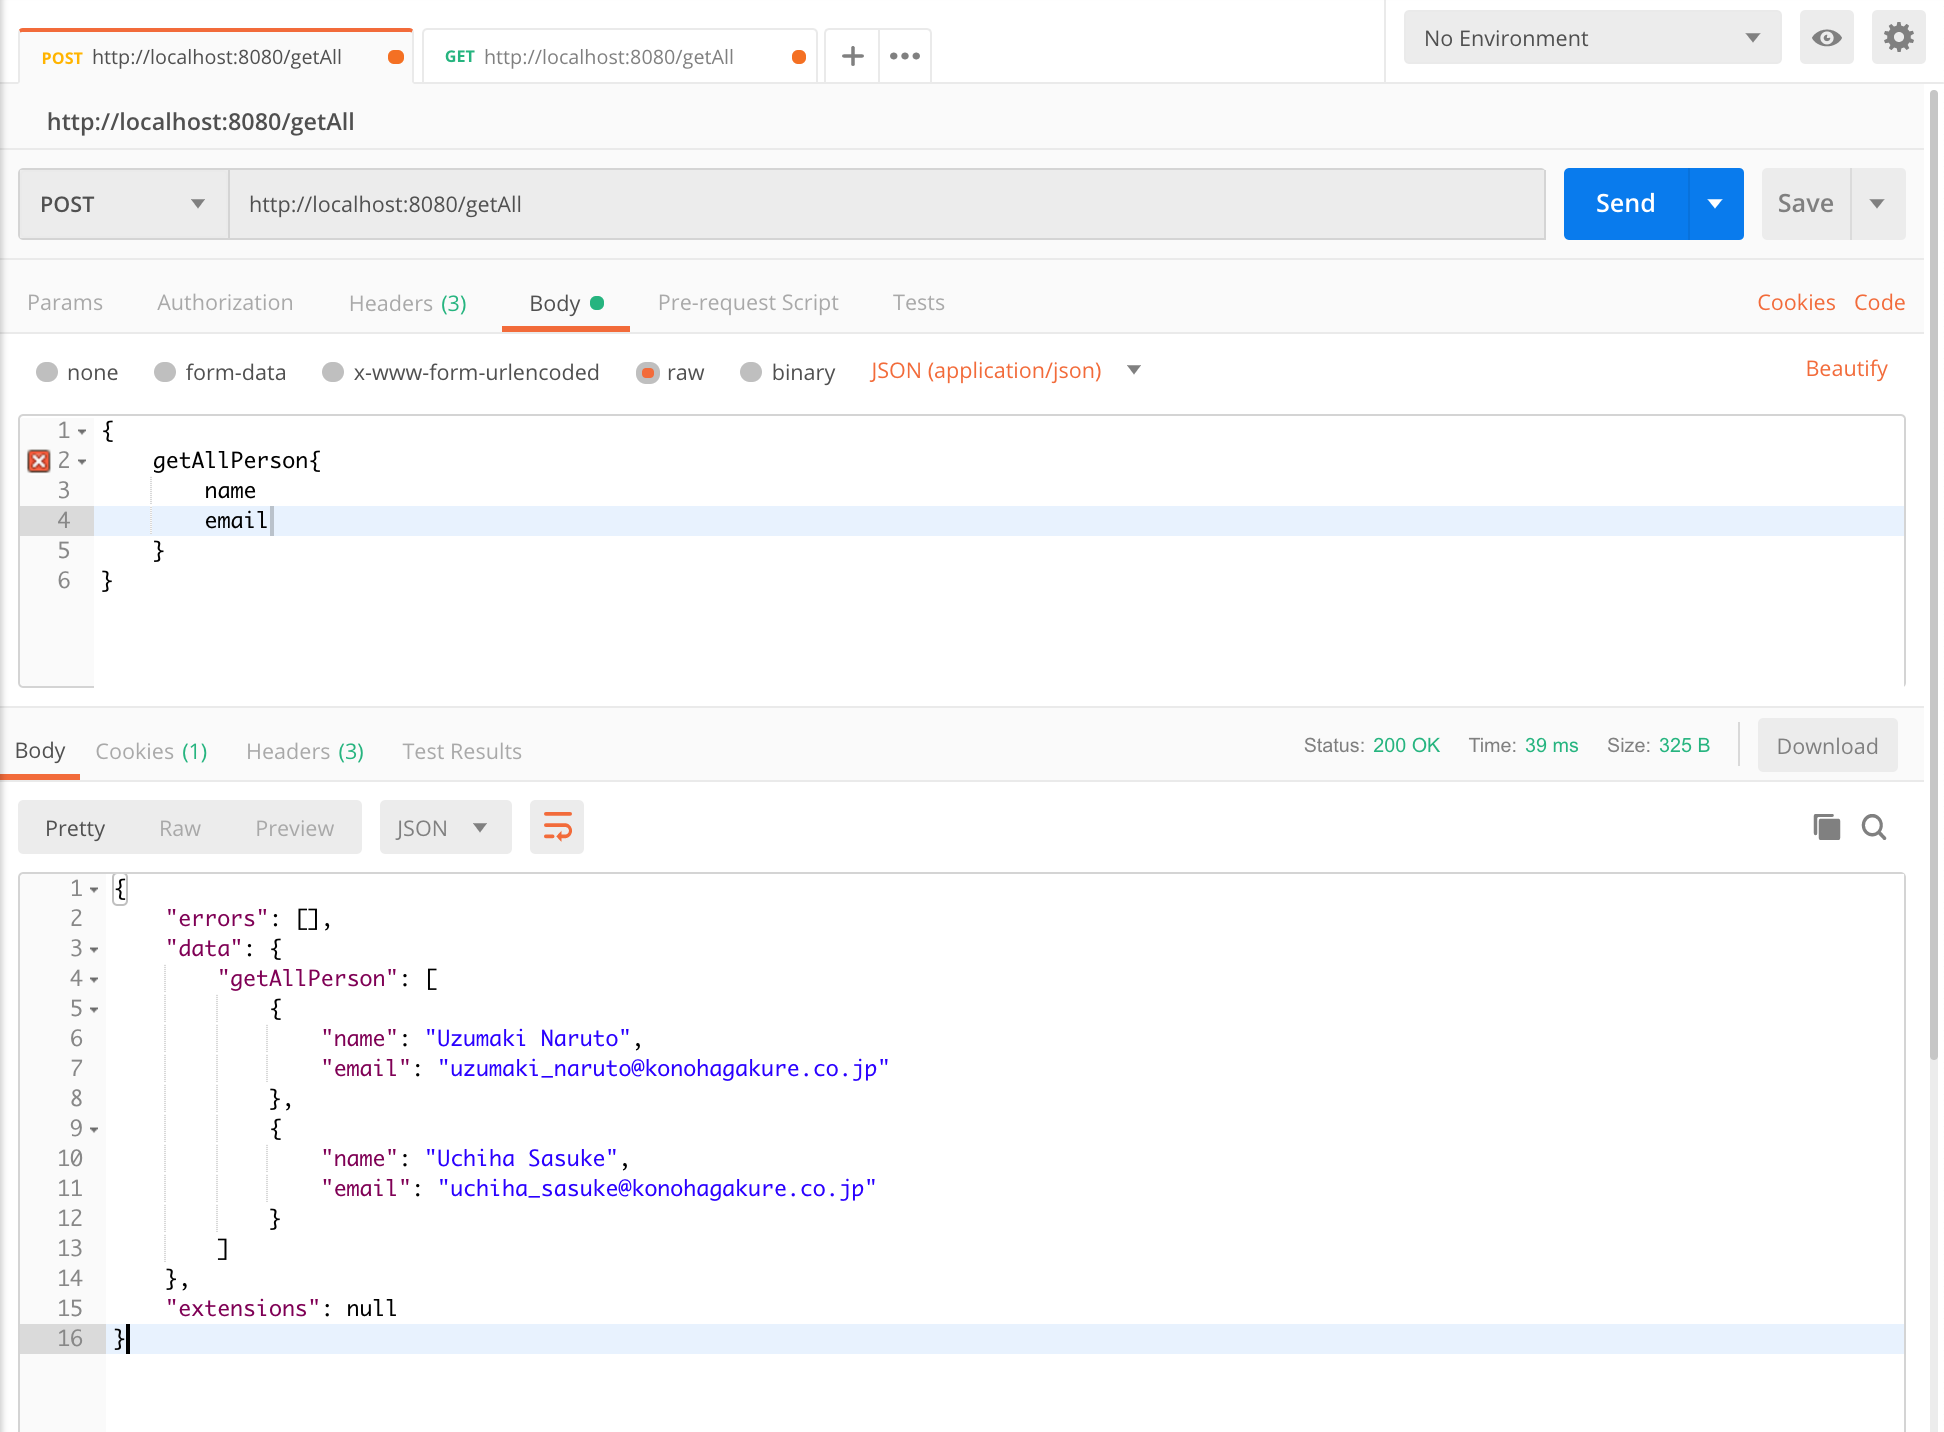 POST http://localhost:8080/getAll GET http://localhost:8080/getAll No Environment
http://localhost:8080/getAll
POST http://localhost:8080/getAll Send Save
Params Authorization Headers (3) Body Pre-request Script Tests Cookies Code
none form-data x-www-form-urlencoded raw binary JSON (application/json) Beautify
1 {
2 getAllPerson{
3 name
4 email
5 }
6 }
Body Cookies (1) Headers (3) Test Results Status: 200 OK Time: 39 ms Size: 325 B Download
Pretty Raw Preview JSON
1 {
2 "errors": [],
3 "data": {
4 "getAllPerson": [
5 {
6 "name": "Uzumaki Naruto",
7 "email": "uzumaki_naruto@konohagakure.co.jp"
8 },
9 {
10 "name": "Uchiha Sasuke",
11 "email": "uchiha_sasuke@konohagakure.co.jp"
12 }
13 ]
14 },
15 "extensions": null
16 }